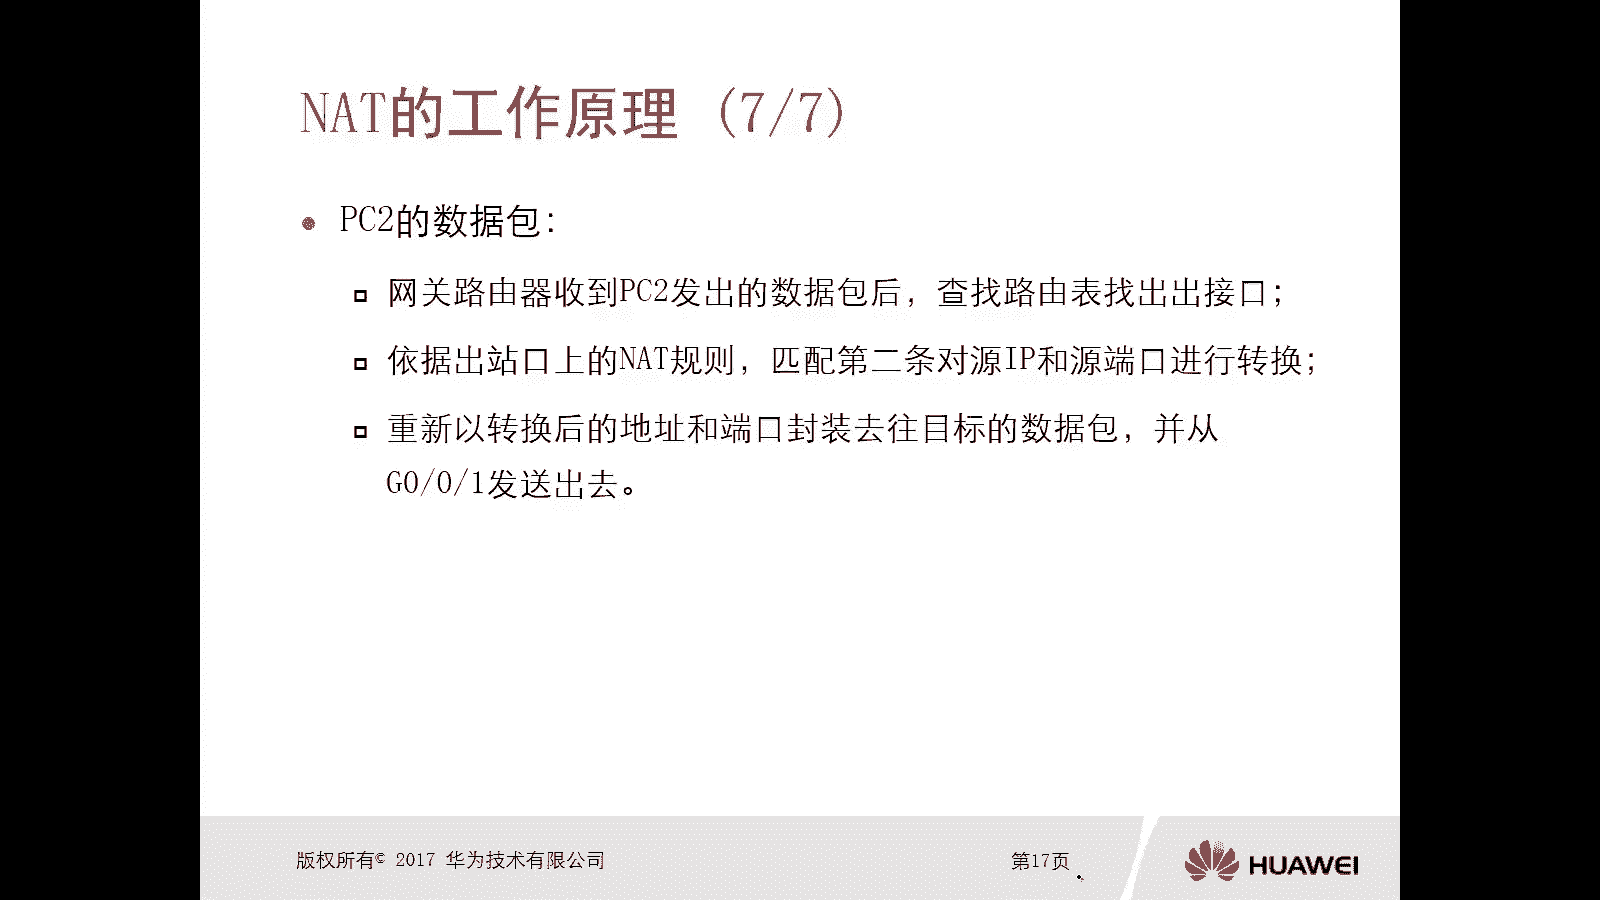 NAT的工作原理 (7/7)
PC2的数据包：
网关路由器收到PC2发出的数据包后，查找路由表找出出接口；
依据出站口上的NAT规则，匹配第二条对源IP和源端口进行转换；
重新以转换后的地址和端口封装去往目标的数据包，并从
G0/0/1发送出去。
版权所有© 2017 华为技术有限公司
第17页
HUAWEI